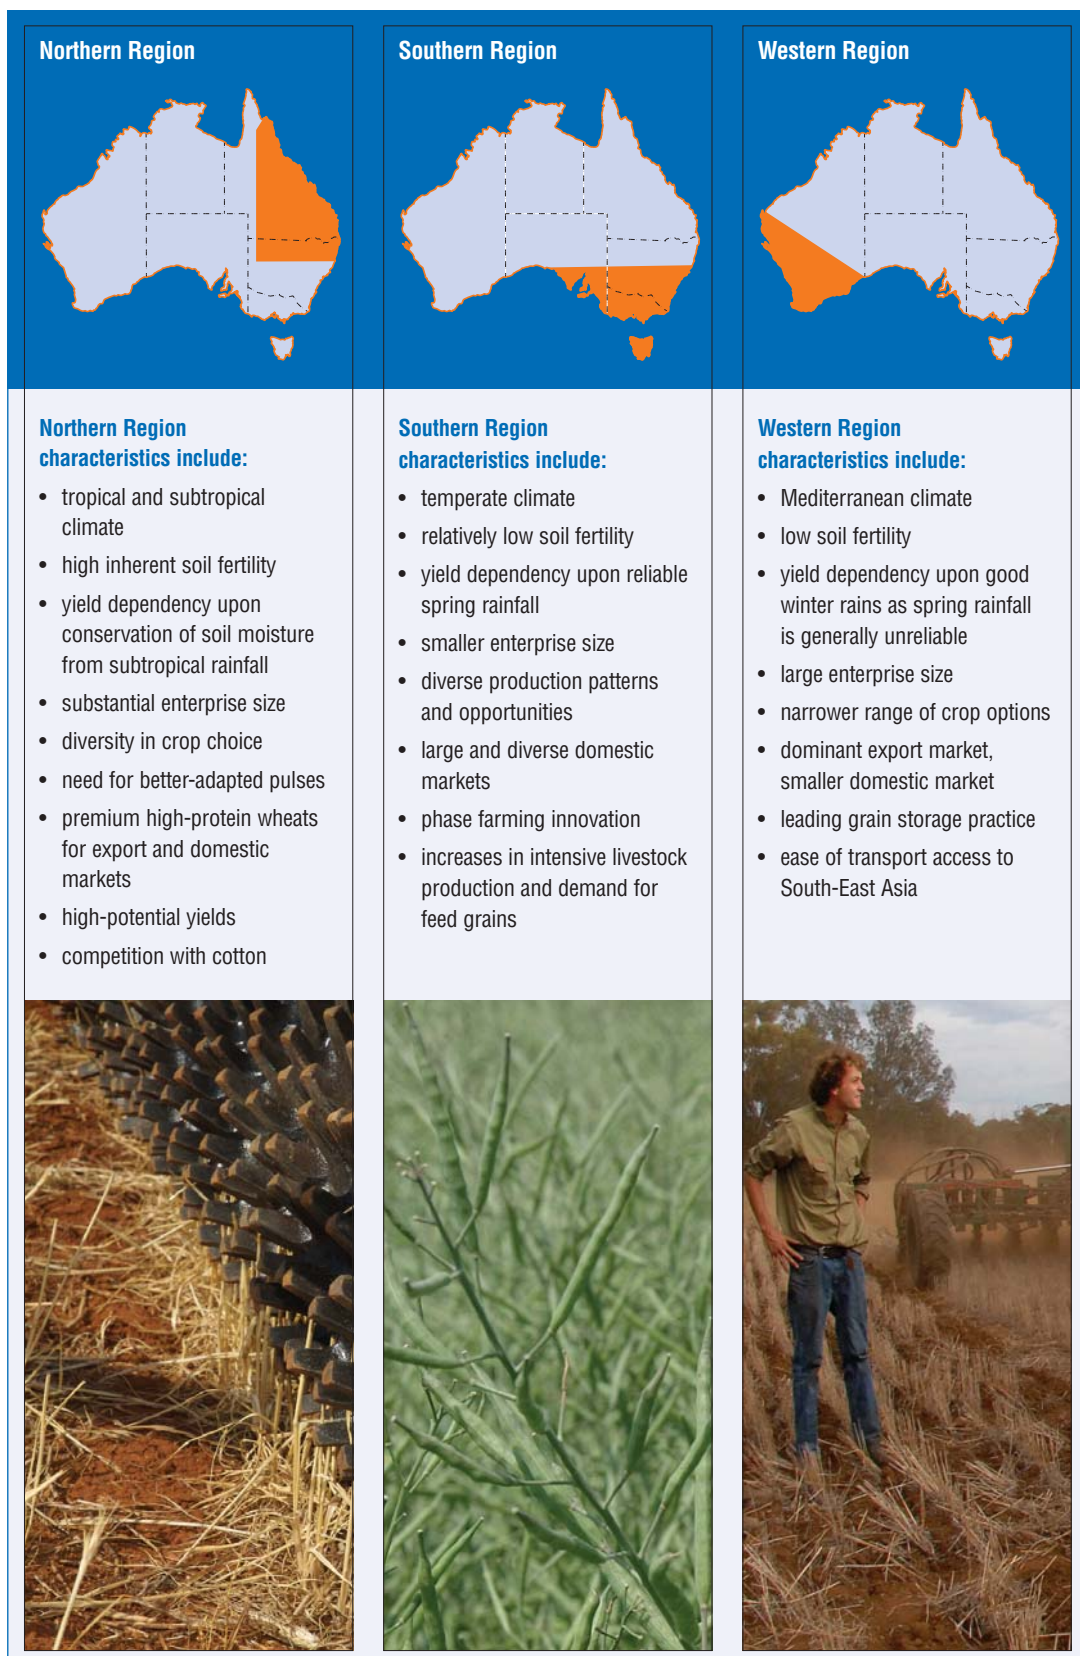 Northern Region
Northern Region
characteristics include:
• tropical and subtropical
climate
• high inherent soil fertility
• yield dependency upon
conservation of soil moisture
from subtropical rainfall
• substantial enterprise size
• diversity in crop choice
• need for better-adapted pulses
• premium high-protein wheats
for export and domestic
markets
• high-potential yields
• competition with cotton
Southern Region
Southern Region
characteristics include:
• temperate climate
• relatively low soil fertility
• yield dependency upon reliable
spring rainfall
• smaller enterprise size
• diverse production patterns
and opportunities
• large and diverse domestic
markets
• phase farming innovation
• increases in intensive livestock
production and demand for
feed grains
Western Region
Western Region
characteristics include:
• Mediterranean climate
• low soil fertility
• yield dependency upon good
winter rains as spring rainfall
is generally unreliable
• large enterprise size
• narrower range of crop options
• dominant export market,
smaller domestic market
• leading grain storage practice
• ease of transport access to
South-East Asia